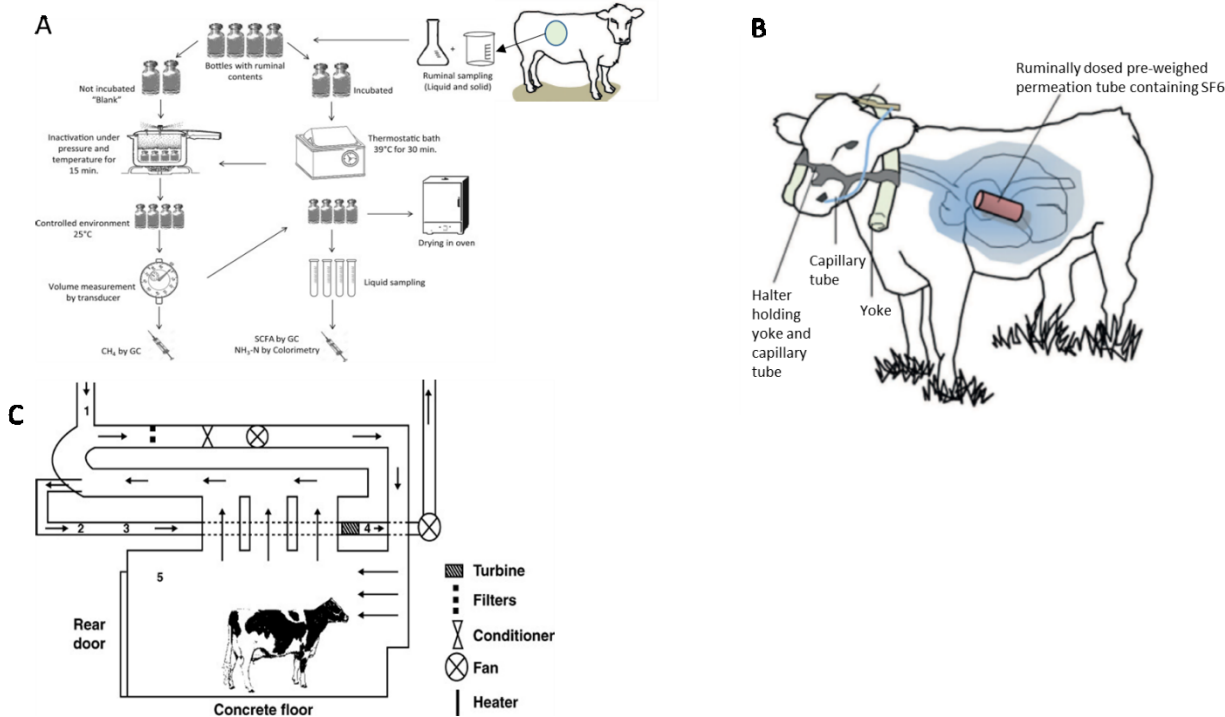 A
Bottles with ruminal
contents
Ruminal sampling
(Liquid and solid)
+
Not incubated
"Blank"
Incubated
Inactivation under
pressure and
temperature for
15 min.
Thermostatic bath
39°C for 30 min.
Controlled environment
25°C
Drying in oven
Volume measurement
by transducer
Liquid sampling
CH₄ by GC
SCFA by GC
NH₃-N by Colorimetry
B
Ruminally dosed pre-weighed
permeation tube containing SF6
Capillary
tube
Yoke
Halter
holding
yoke and
capillary
tube
C
1
2
3
4
5
Rear
door
Concrete floor
Turbine
Filters
Conditioner
Fan
Heater